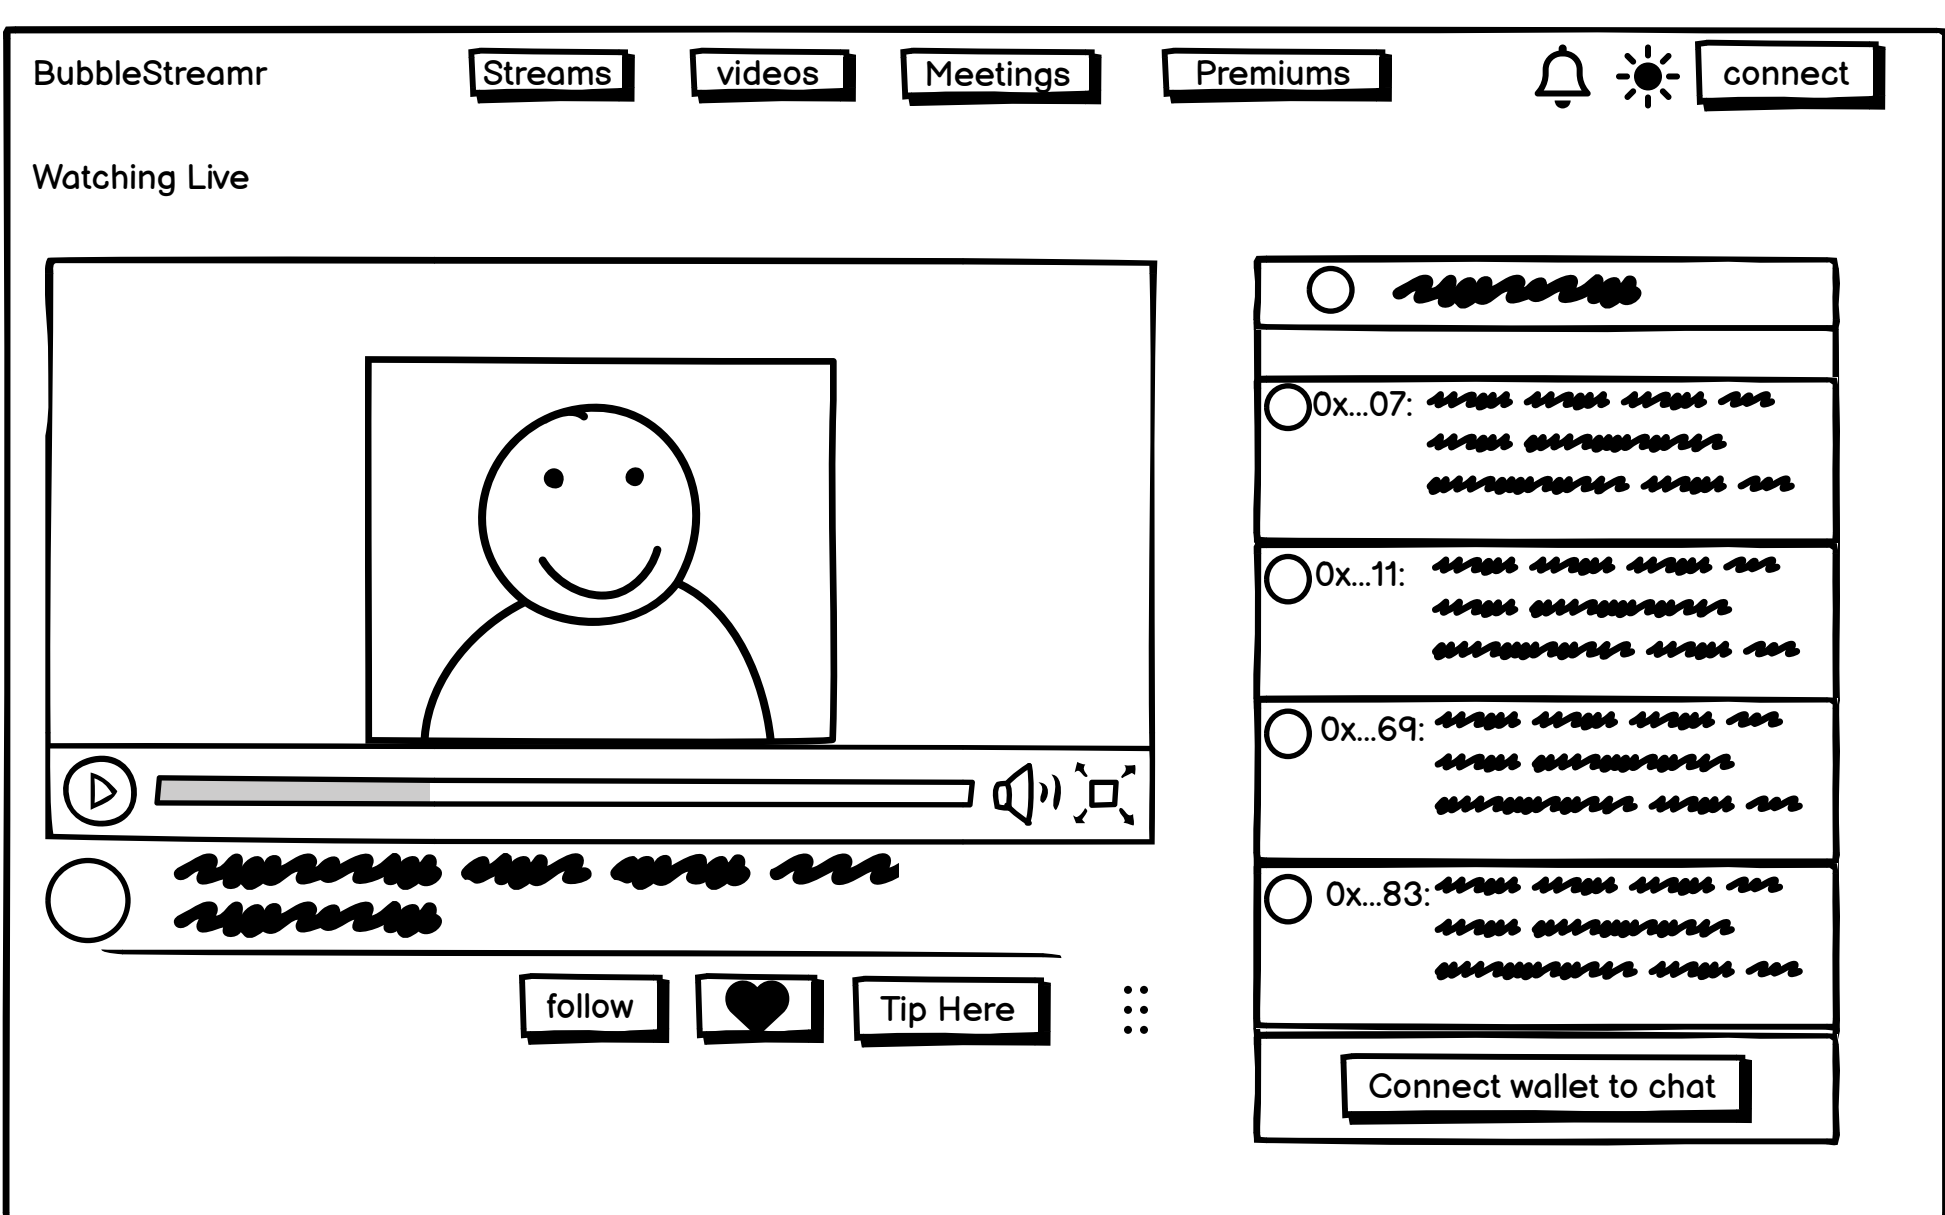 BubbleStreamr
Streams
videos
Meetings
Premiums
connect
Watching Live
0x...07:
0x...11:
0x...69:
0x...83:
follow
Tip Here
Connect wallet to chat